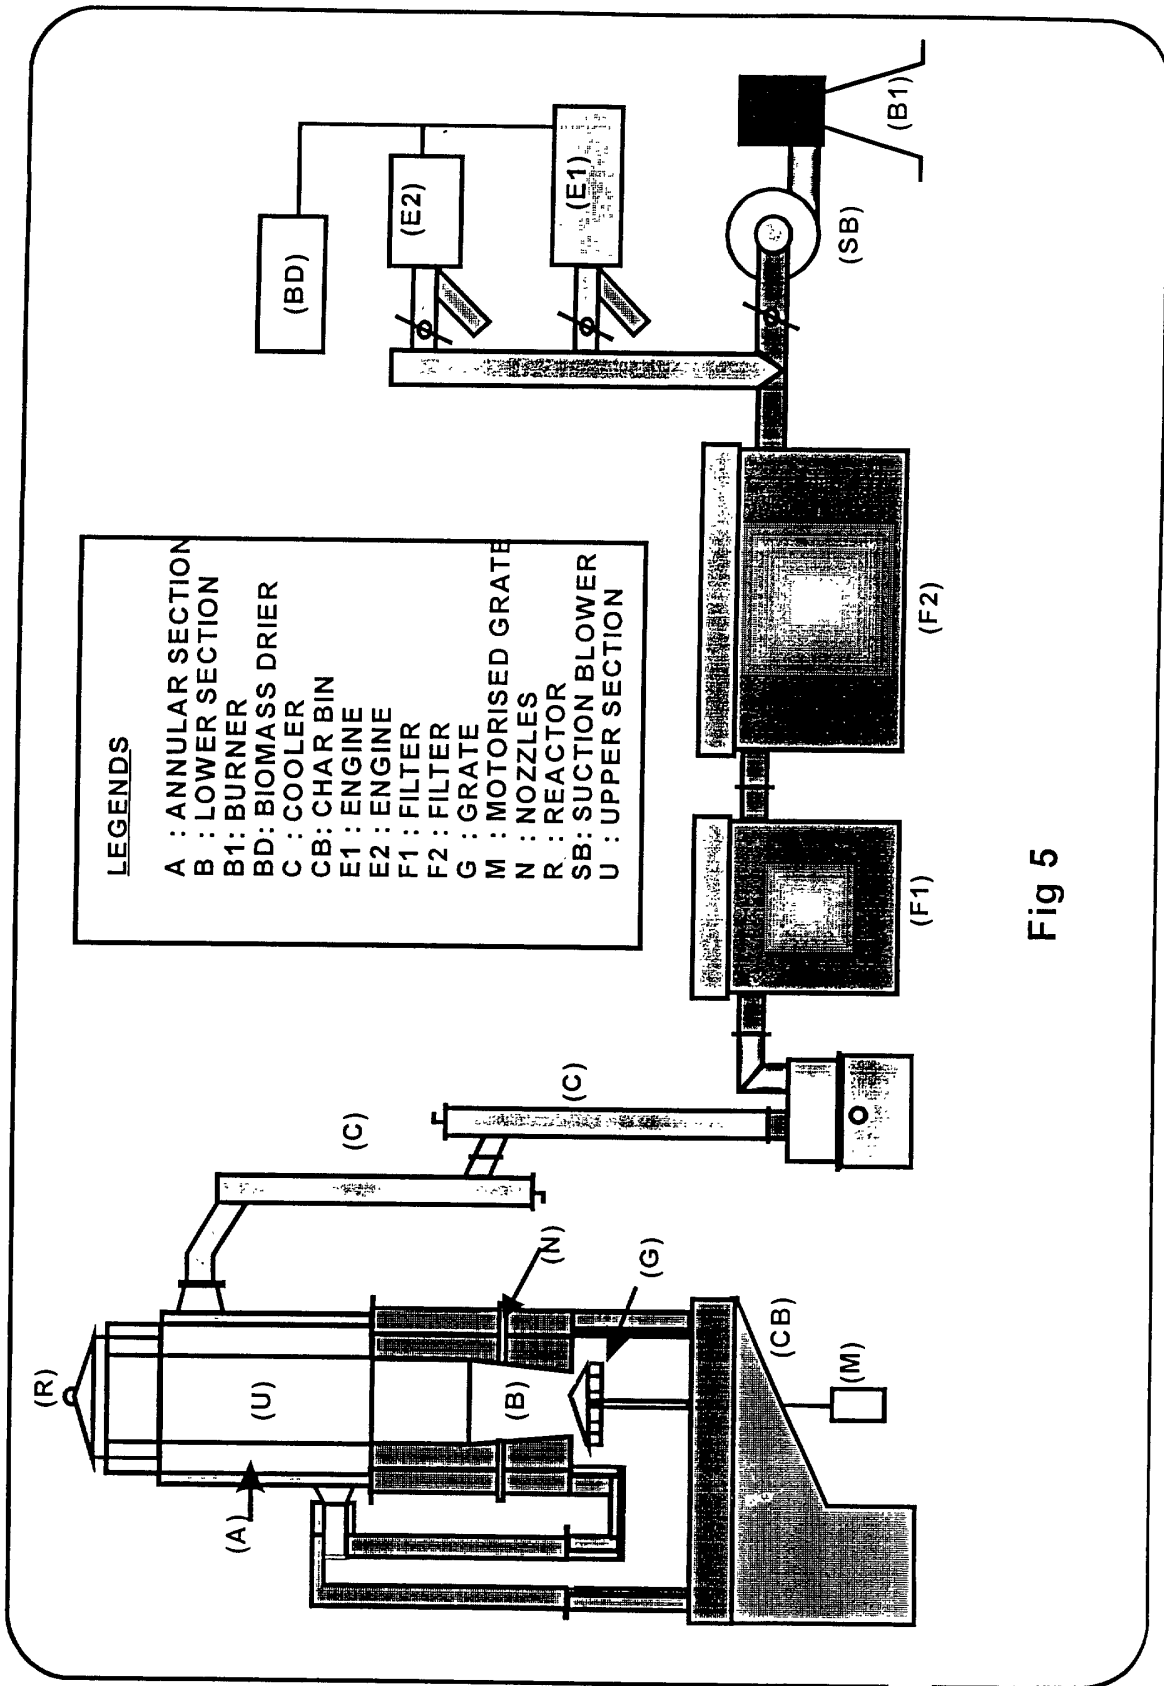 (R)
(A)
(U)
(B)
(N)
(G)
(CB)
(M)
(C)
(C)
LEGENDS
A : ANNULAR SECTION
B : LOWER SECTION
B1: BURNER
BD: BIOMASS DRIER
C : COOLER
CB: CHAR BIN
E1 : ENGINE
E2 : ENGINE
F1 : FILTER
F2 : FILTER
G : GRATE
M : MOTORISED GRATE
N : NOZZLES
R : REACTOR
SB: SUCTION BLOWER
U : UPPER SECTION
(F1)
(F2)
(BD)
(E2)
(E1)
(SB)
(B1)
Fig 5